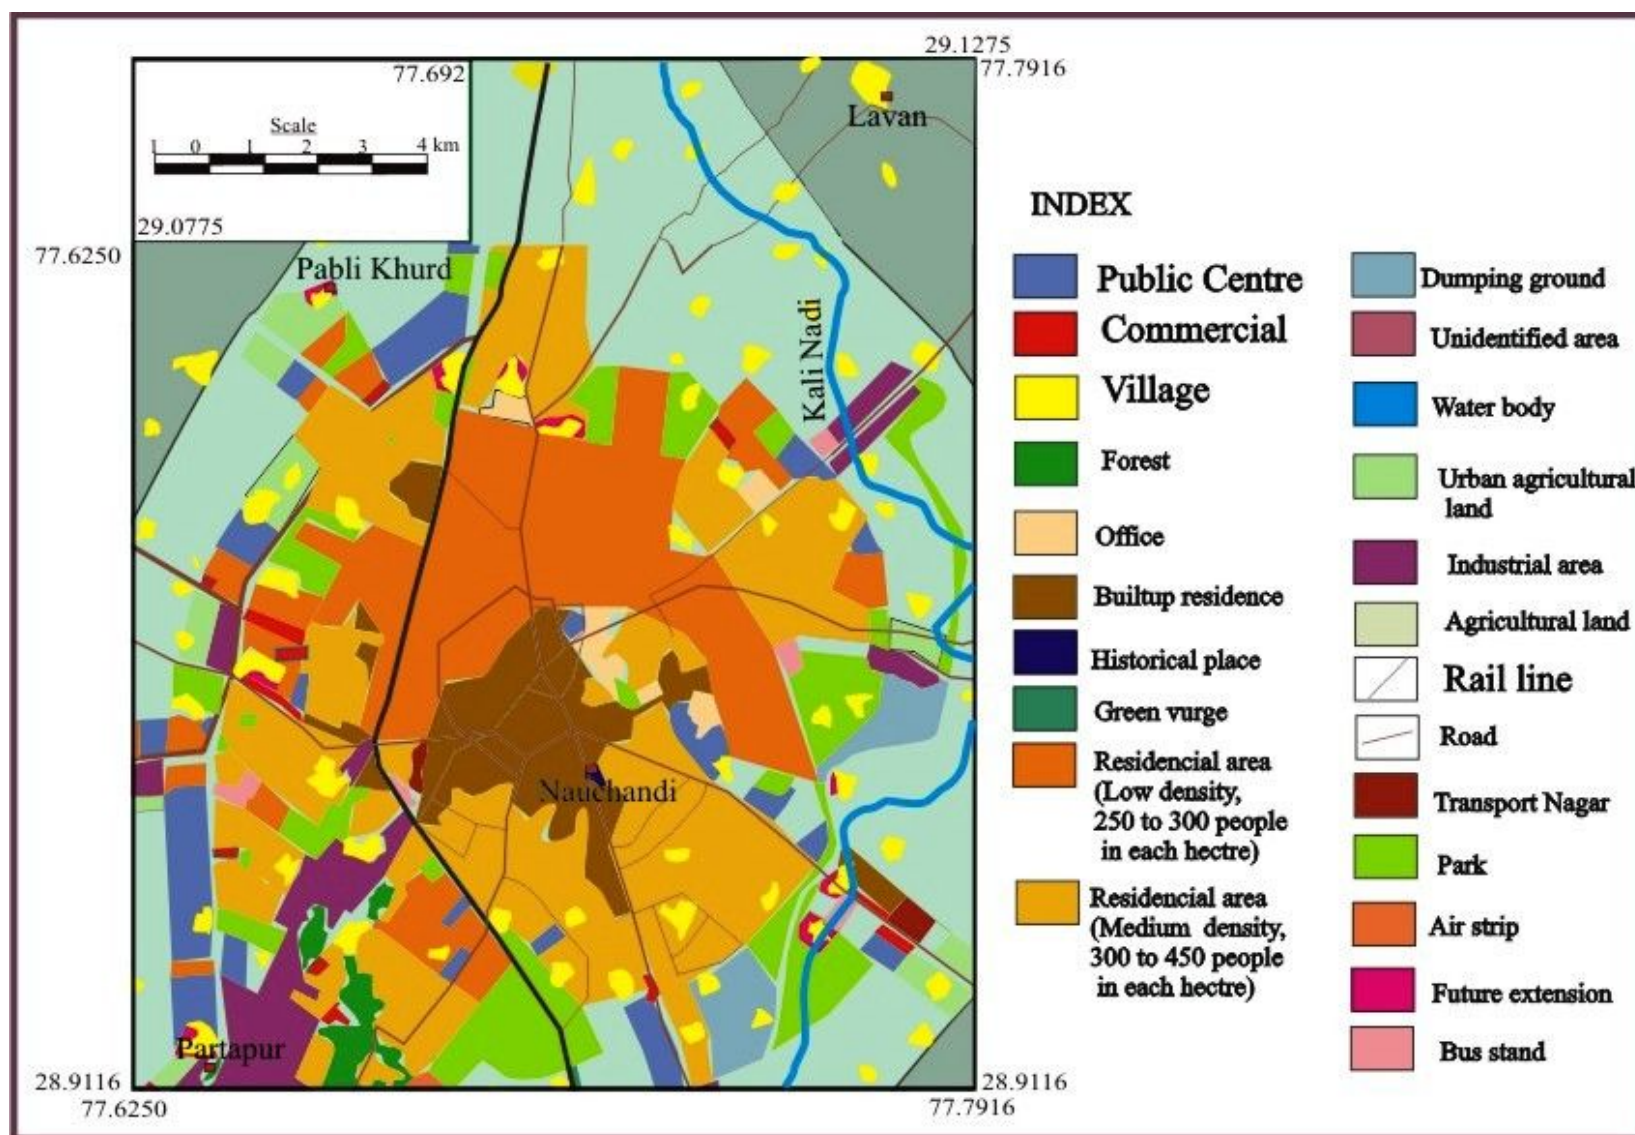 29.1275
77.692
77.7916
Lavan
Scale
1 0 1 2 3 4 km
29.0775
77.6250
Pabli Khurd
Kali Nadi
Nauchandi
Partapur
28.9116
28.9116
77.6250
77.7916
INDEX
Public Centre
Commercial
Village
Forest
Office
Builtup residence
Historical place
Green vurge
Residencial area
(Low density,
250 to 300 people
in each hectre)
Residencial area
(Medium density,
300 to 450 people
in each hectre)
Dumping ground
Unidentified area
Water body
Urban agricultural
land
Industrial area
Agricultural land
Rail line
Road
Transport Nagar
Park
Air strip
Future extension
Bus stand